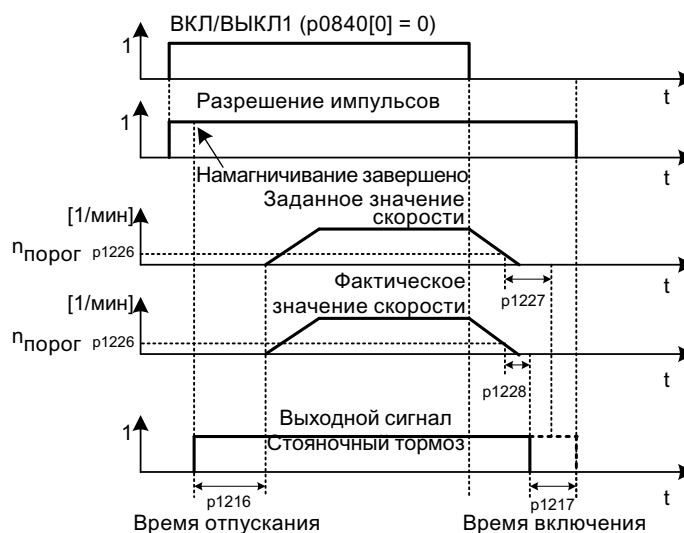 ВКЛ/ВЫКЛ1 (p0840[0] = 0)
1
t
Разрешение импульсов
1
t
Намагничивание завершено
Заданное значение
скорости
[1/мин]
nпорог p1226
p1227
t
Фактическое
значение скорости
[1/мин]
nпорог p1226
p1228
t
Выходной сигнал
Стояночный тормоз
1
t
p1216
p1217
Время отпускания
Время включения